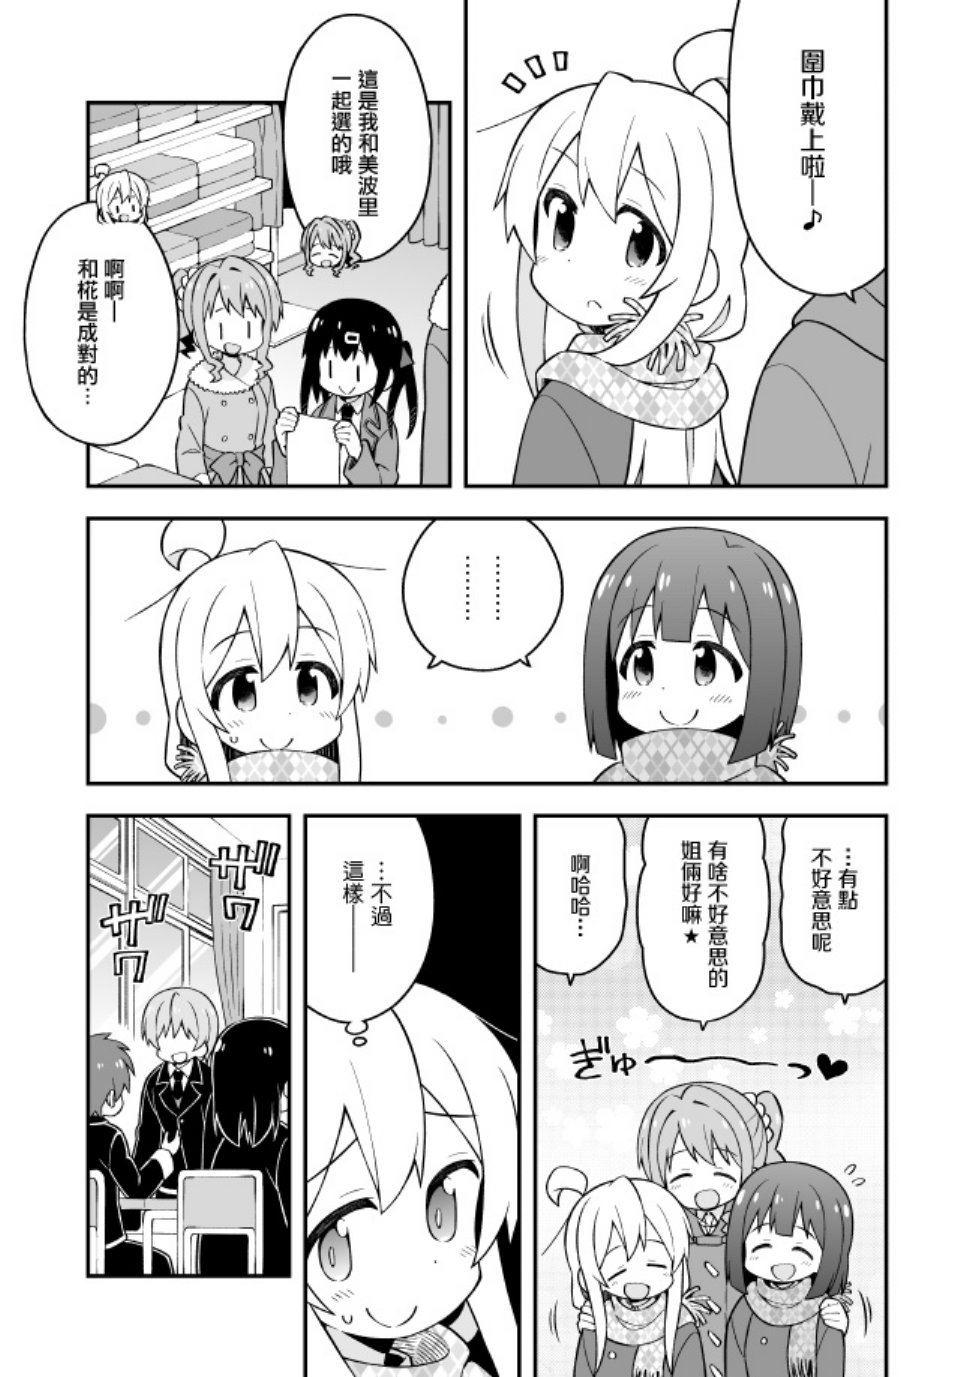 圍巾戴上啦—♪
這是我和美波里
一起選的哦
啊啊—
和椛是成對的…
………
………
…有點
不好意思呢
有啥不好意思的
姐倆好嘛★
啊哈哈…
ぎゅ———っ♥
…不過
這樣——
ザワ
ザワ